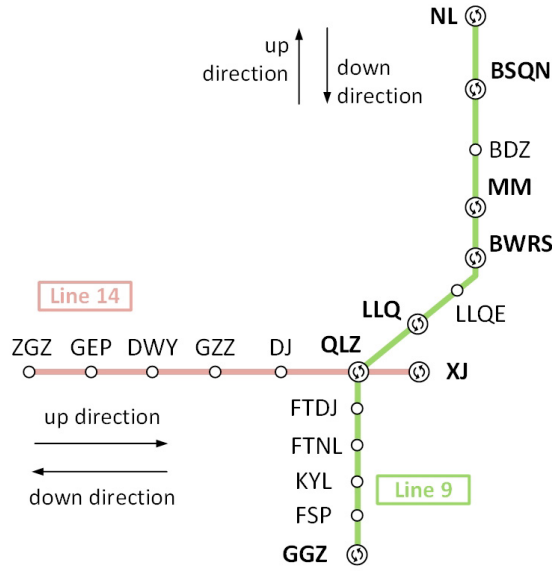 NL
up
direction
down
direction
BSQN
BDZ
MM
BWRS
Line 14
LLQ
LLQE
ZGZ GEP DWY GZZ DJ QLZ
XJ
up direction
down direction
FTDJ
FTNL
KYL
Line 9
FSP
GGZ